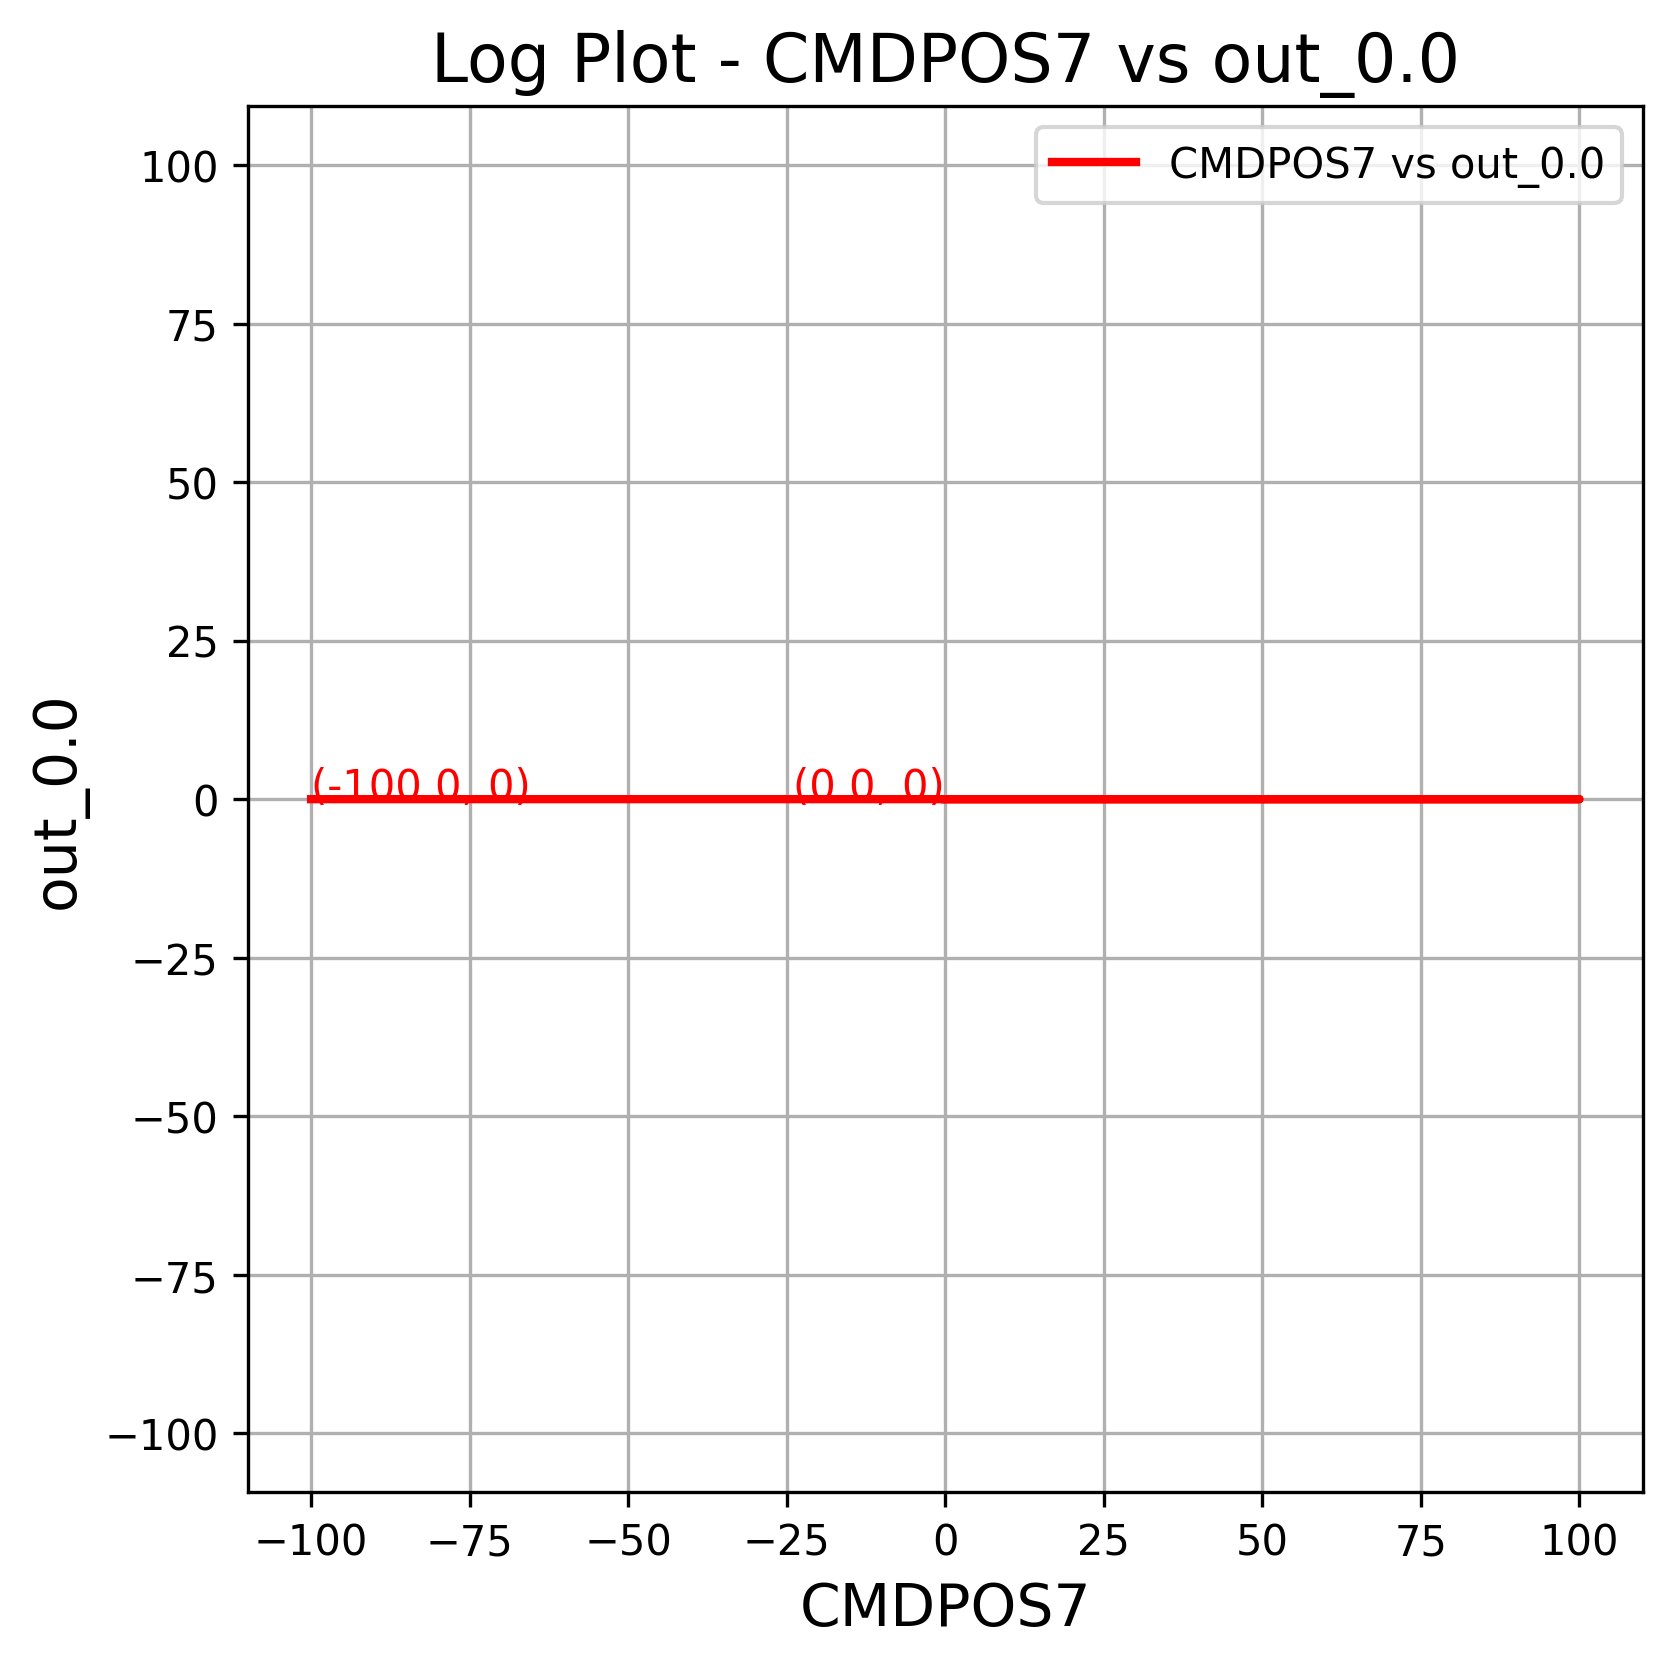 Log Plot - CMDPOS7 vs out_0.0
CMDPOS7 vs out_0.0
100
75
50
25
0
−25
−50
−75
−100
out_0.0
(-100.0, 0)
(0.0, 0)
−100 −75 −50 −25 0 25 50 75 100
CMDPOS7